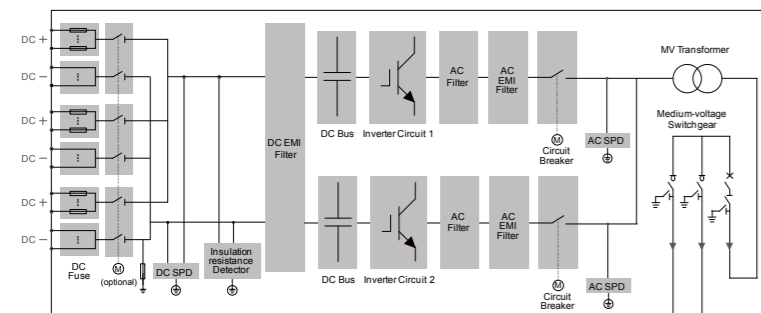 DC +
DC −
DC +
DC −
DC +
DC −
DC
Fuse
M
(optional)
DC SPD
Insulation
resistance
Detector
DC EMI
Filter
DC Bus
Inverter Circuit 1
AC
Filter
AC
EMI
Filter
M
Circuit
Breaker
AC SPD
MV Transformer
Medium-voltage
Switchgear
DC Bus
Inverter Circuit 2
AC
Filter
AC
EMI
Filter
M
Circuit
Breaker
AC SPD